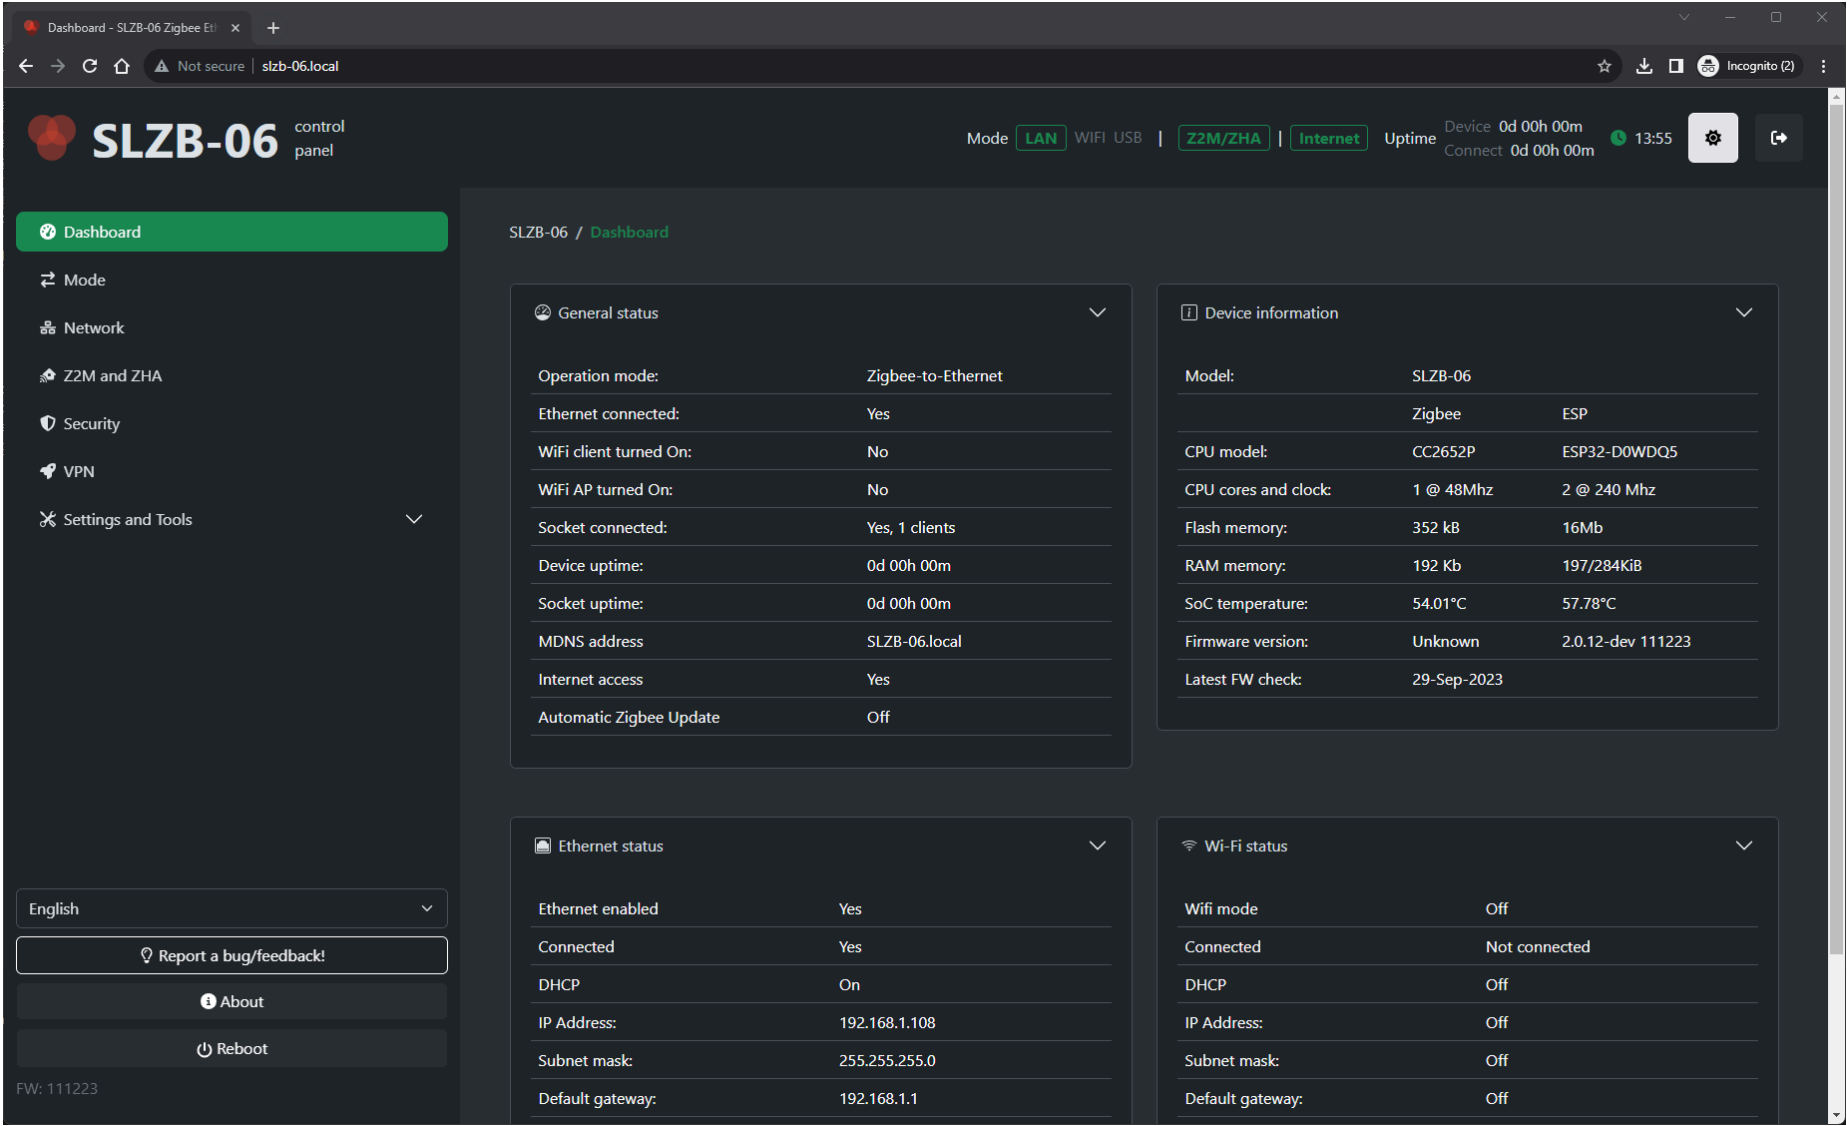 Dashboard - SLZB-06 Zigbee Eth
Not secure | slzb-06.local
Incognito (2)
SLZB-06 control panel
Mode LAN WIFI USB | Z2M/ZHA | Internet Uptime Device 0d 00h 00m Connect 0d 00h 00m 13:55
Dashboard
Mode
Network
Z2M and ZHA
Security
VPN
Settings and Tools
English
Report a bug/feedback!
About
Reboot
FW: 111223
SLZB-06 / Dashboard
General status
Operation mode: Zigbee-to-Ethernet
Ethernet connected: Yes
WiFi client turned On: No
WiFi AP turned On: No
Socket connected: Yes, 1 clients
Device uptime: 0d 00h 00m
Socket uptime: 0d 00h 00m
MDNS address SLZB-06.local
Internet access Yes
Automatic Zigbee Update Off
Device information
Model: SLZB-06
Zigbee ESP
CPU model: CC2652P ESP32-D0WDQ5
CPU cores and clock: 1 @ 48Mhz 2 @ 240 Mhz
Flash memory: 352 kB 16Mb
RAM memory: 192 Kb 197/284KiB
SoC temperature: 54.01°C 57.78°C
Firmware version: Unknown 2.0.12-dev 111223
Latest FW check: 29-Sep-2023
Ethernet status
Ethernet enabled Yes
Connected Yes
DHCP On
IP Address: 192.168.1.108
Subnet mask: 255.255.255.0
Default gateway: 192.168.1.1
Wi-Fi status
Wifi mode Off
Connected Not connected
DHCP Off
IP Address: Off
Subnet mask: Off
Default gateway: Off